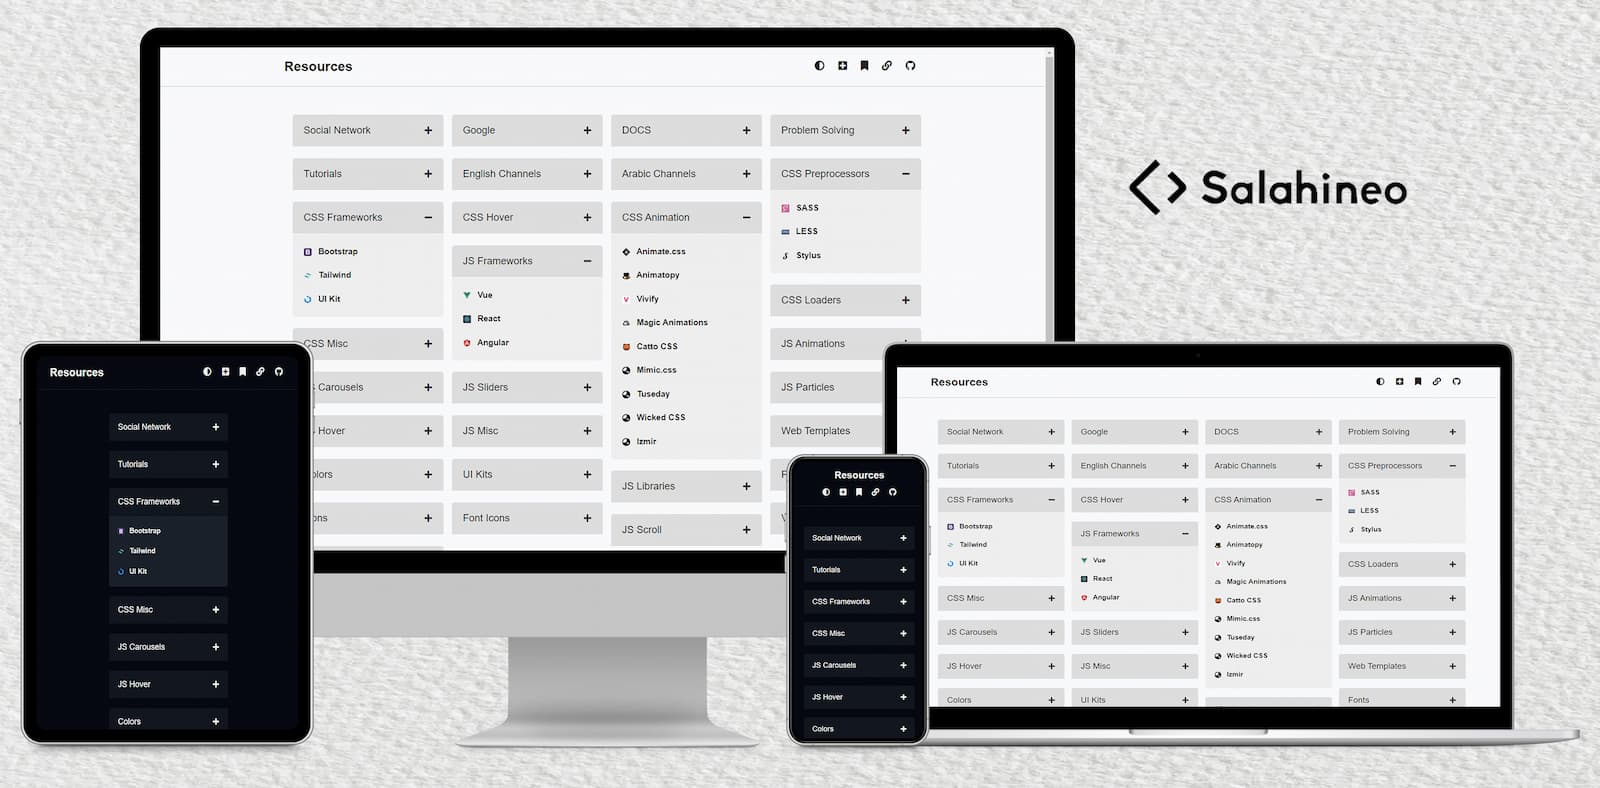 Resources
Social Network
Google
DOCS
Problem Solving
Tutorials
English Channels
Arabic Channels
CSS Preprocessors
SASS
LESS
Stylus
CSS Frameworks
Bootstrap
Tailwind
UI Kit
CSS Hover
CSS Animation
Animate.css
Animatopy
Vivify
Magic Animations
Catto CSS
Mimic.css
Tuseday
Wicked CSS
Izmir
JS Frameworks
Vue
React
Angular
CSS Loaders
CSS Misc
JS Animations
Carousels
JS Sliders
JS Particles
Hover
JS Misc
Web Templates
UI Kits
JS Libraries
Font Icons
JS Scroll
Salahineo
Resources
Social Network
Tutorials
CSS Frameworks
Bootstrap
Tailwind
UI Kit
CSS Misc
JS Carousels
JS Hover
Colors
Resources
Social Network
Tutorials
CSS Frameworks
CSS Misc
JS Carousels
JS Hover
Colors
Resources
Social Network
Google
DOCS
Problem Solving
Tutorials
English Channels
Arabic Channels
CSS Preprocessors
SASS
LESS
Stylus
CSS Frameworks
Bootstrap
Tailwind
UI Kit
CSS Hover
CSS Animation
Animate.css
Animatopy
Vivify
Magic Animations
Catto CSS
Mimic.css
Tuseday
Wicked CSS
Izmir
JS Frameworks
Vue
React
Angular
CSS Loaders
CSS Misc
JS Animations
JS Carousels
JS Sliders
JS Particles
JS Hover
JS Misc
Web Templates
Colors
UI Kits
Fonts